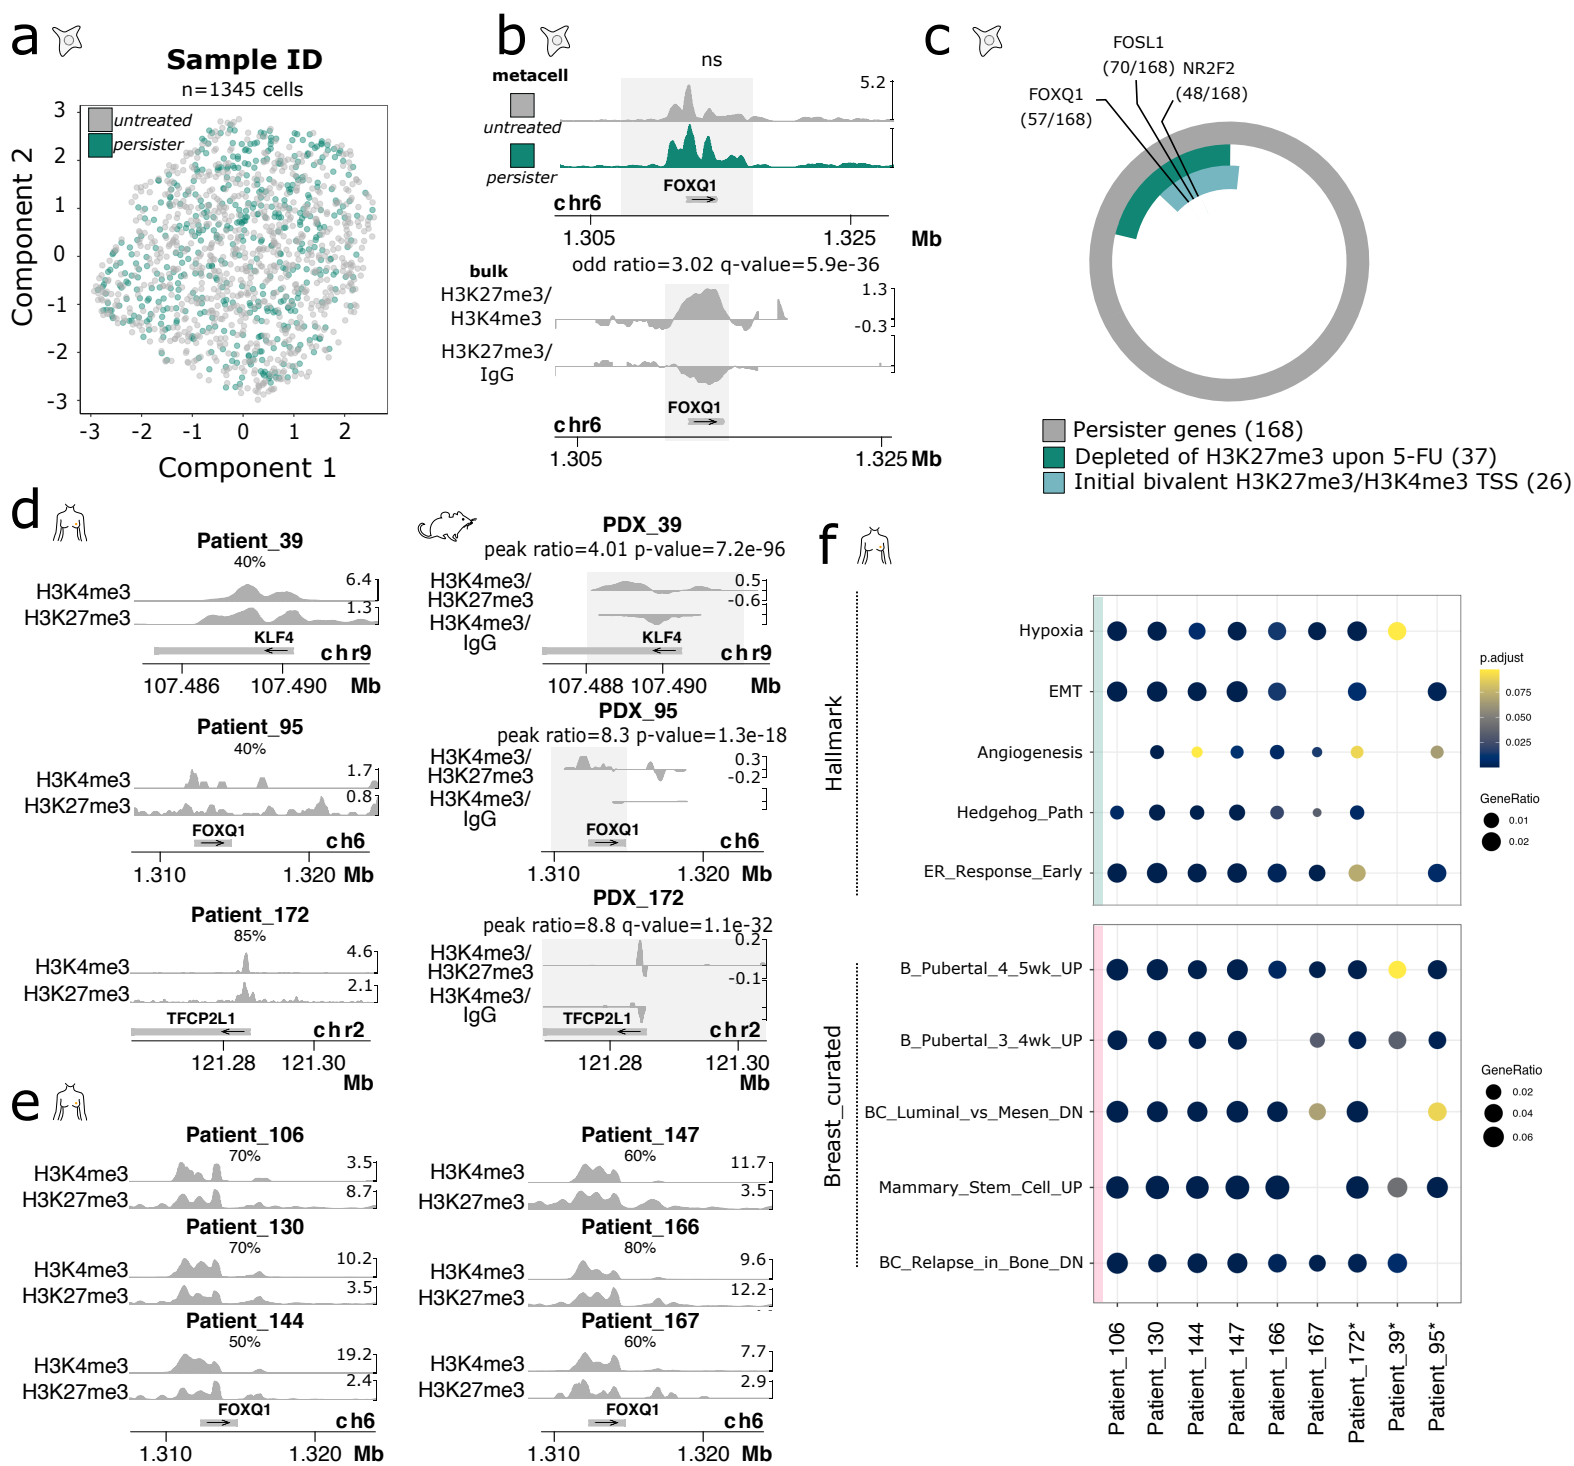 a
Sample ID
n=1345 cells
untreated
persister
Component 2
3
2
1
0
-1
-2
-3
-3 -2 -1 0 1 2
Component 1
b
metacell
untreated
persister
ns
5.2
FOXQ1
chr6
1.305 1.325 Mb
odd ratio=3.02 q-value=5.9e-36
bulk
H3K27me3/
H3K4me3
1.3
-0.3
H3K27me3/
IgG
FOXQ1
chr6
1.305 1.325 Mb
c
FOSL1
(70/168)
NR2F2
(48/168)
FOXQ1
(57/168)
Persister genes (168)
Depleted of H3K27me3 upon 5-FU (37)
Initial bivalent H3K27me3/H3K4me3 TSS (26)
d
Patient_39
40%
H3K4me3
6.4
H3K27me3
1.3
KLF4
chr9
107.486 107.490 Mb
PDX_39
peak ratio=4.01 p-value=7.2e-96
H3K4me3/
H3K27me3
0.5
-0.6
H3K4me3/
IgG
KLF4
chr9
107.488 107.490 Mb
Patient_95
40%
H3K4me3
1.7
H3K27me3
0.8
FOXQ1
ch6
1.310 1.320 Mb
PDX_95
peak ratio=8.3 p-value=1.3e-18
H3K4me3/
H3K27me3
0.3
-0.2
H3K4me3/
IgG
FOXQ1
ch6
1.310 1.320 Mb
Patient_172
85%
H3K4me3
4.6
H3K27me3
2.1
TFCP2L1
chr2
121.28 121.30
Mb
PDX_172
peak ratio=8.8 q-value=1.1e-32
H3K4me3/
H3K27me3
0.2
-0.1
H3K4me3/
IgG
TFCP2L1
chr2
121.28 121.30
Mb
e
Patient_106
70%
H3K4me3
3.5
H3K27me3
8.7
Patient_130
70%
H3K4me3
10.2
H3K27me3
3.5
Patient_144
50%
H3K4me3
19.2
H3K27me3
2.4
FOXQ1
ch6
1.310 1.320 Mb
Patient_147
60%
H3K4me3
11.7
H3K27me3
3.5
Patient_166
80%
H3K4me3
9.6
H3K27me3
12.2
Patient_167
60%
H3K4me3
7.7
H3K27me3
2.9
FOXQ1
ch6
1.310 1.320 Mb
f
Hallmark
Hypoxia
EMT
Angiogenesis
Hedgehog_Path
ER_Response_Early
p.adjust
0.075
0.050
0.025
GeneRatio
0.01
0.02
Breast_curated
B_Pubertal_4_5wk_UP
B_Pubertal_3_4wk_UP
BC_Luminal_vs_Mesen_DN
Mammary_Stem_Cell_UP
BC_Relapse_in_Bone_DN
GeneRatio
0.02
0.04
0.06
Patient_106
Patient_130
Patient_144
Patient_147
Patient_166
Patient_167
Patient_172*
Patient_39*
Patient_95*